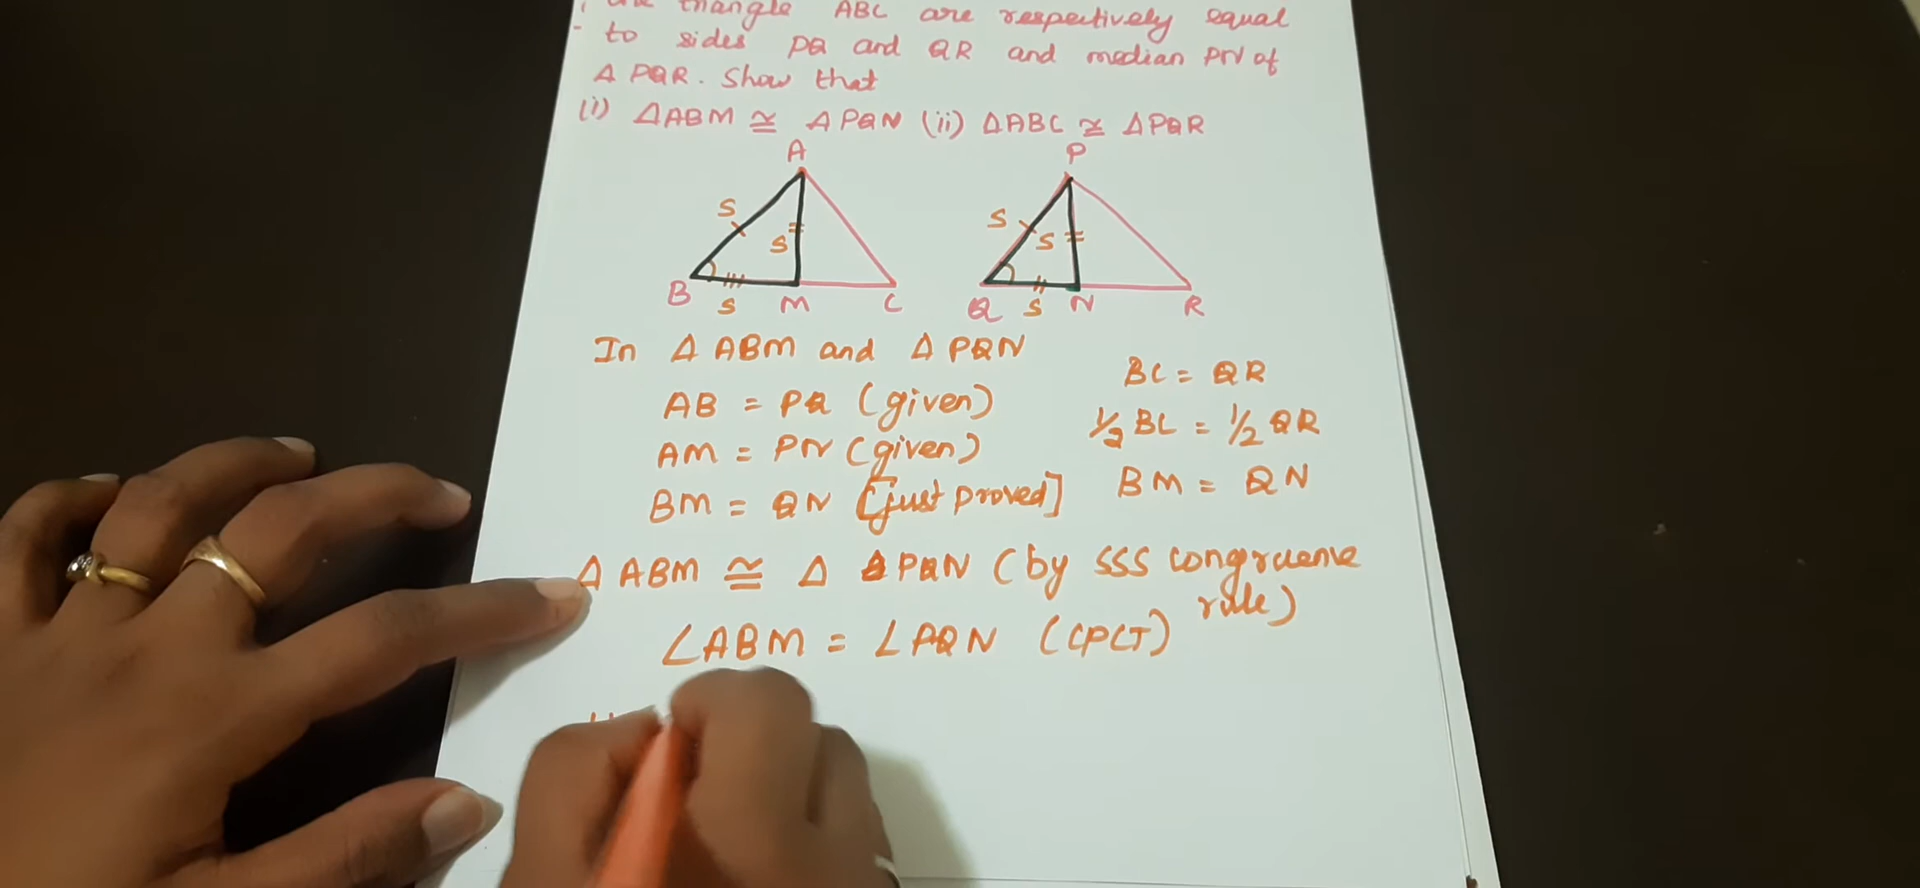 triangle ABC are respectively equal
to sides PQ and QR and median PN of
Δ PQR. Show that
(i) ΔABM ≅ ΔPQN (ii) ΔABC ≅ ΔPQR
A P
S S S S
B S M C Q S N R
In Δ ABM and Δ PQN
BC = QR
AB = PQ (given)
1/2 BC = 1/2 QR
AM = PN (given)
BM = QN
BM = QN [just proved]
Δ ABM ≅ Δ PQN (by SSS congruence
rule)
∠ABM = ∠PQN (CPCT)